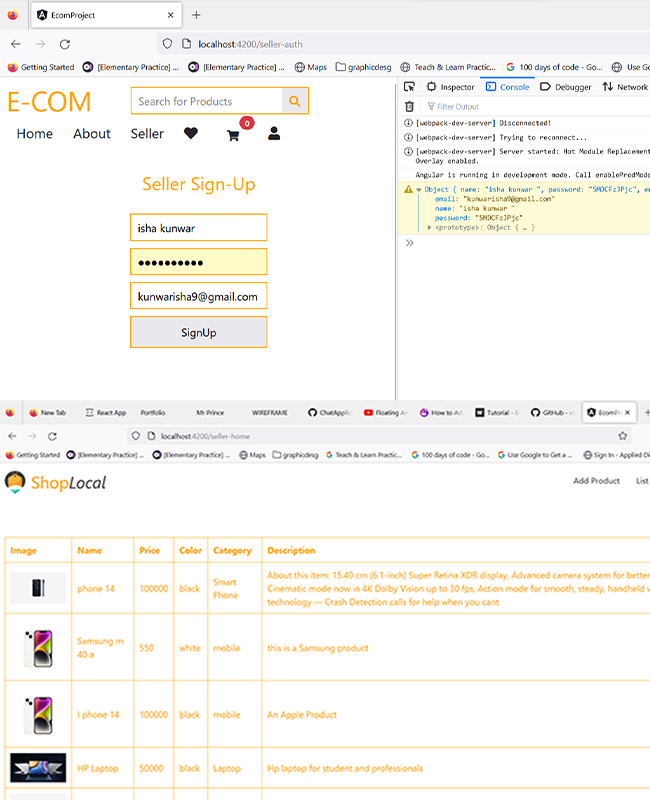 EcomProject
localhost:4200/seller-auth
Getting Started [Elementary Practice] ... [Elementary Practice] ... Maps graphicdesg Teach & Learn Practic... 100 days of code - Go... Use Go
E-COM
Search for Products
Home About Seller 0
Seller Sign-Up
isha kunwar
●●●●●●●●●●
kunwarisha9@gmail.com
SignUp
Inspector Console Debugger Network
Filter Output
[webpack-dev-server] Disconnected!
[webpack-dev-server] Trying to reconnect...
[webpack-dev-server] Server started: Hot Module Replacement
Overlay enabled.
Angular is running in development mode. Call enableProdMode
Object { name: "isha kunwar ", password: "5MDCFzJPjc", em
email: "kunwarisha9@gmail.com"
name: "isha kunwar "
password: "5MDCFzJPjc"
<prototype>: Object { … }
New Tab React App Portfolio Mr Prince WIREFRAME ChatApplic Floating An How to Ad Tutorial - E GitHub - vi EcomPr
localhost:4200/seller-home
Getting Started [Elementary Practice] ... [Elementary Practice] ... Maps graphicdesg Teach & Learn Practic... 100 days of code - Go... Use Google to Get a ... Sign In - Applied Di
ShopLocal
Add Product List
Image Name Price Color Category Description
phone 14 100000 black Smart Phone About this item: 15.40 cm (6.1-inch) Super Retina XDR display, Advanced camera system for better
Cinematic mode now in 4K Dolby Vision up to 30 fps, Action mode for smooth, steady, handheld v
technology — Crash Detection calls for help when you cant.
Samsung m 40 a 550 white mobile this is a Samsung product
I phone 14 100000 black mobile An Apple Product
HP Laptop 50000 black Laptop Hp laptop for student and professionals